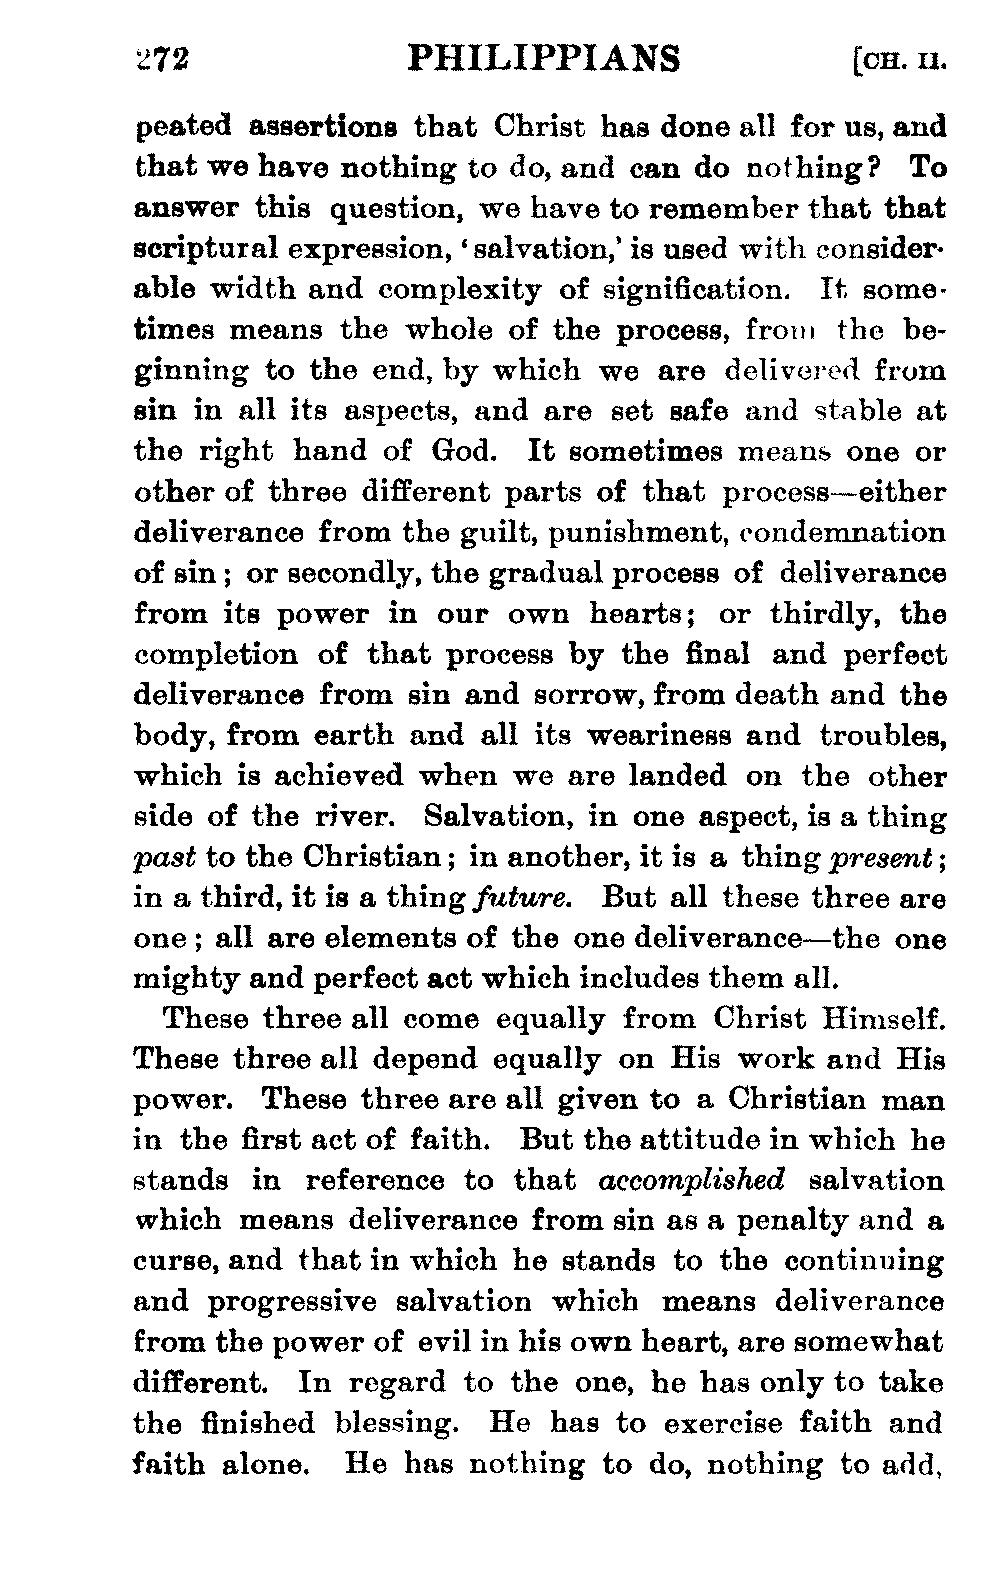 272 PHILIPPIANS [CH. II.
peated assertions that Christ has done all for us, and
that we have nothing to do, and can do nothing? To
answer this question, we have to remember that that
scriptural expression, ‘salvation,’ is used with consider-
able width and complexity of signification. It some-
times means the whole of the process, from the be-
ginning to the end, by which we are delivered from
sin in all its aspects, and are set safe and stable at
the right hand of God. It sometimes means one or
other of three different parts of that process—either
deliverance from the guilt, punishment, condemnation
of sin; or secondly, the gradual process of deliverance
from its power in our own hearts; or thirdly, the
completion of that process by the final and perfect
deliverance from sin and sorrow, from death and the
body, from earth and all its weariness and troubles,
which is achieved when we are landed on the other
side of the river. Salvation, in one aspect, is a thing
past to the Christian; in another, it is a thing present;
in a third, it is a thing future. But all these three are
one; all are elements of the one deliverance—the one
mighty and perfect act which includes them all.
These three all come equally from Christ Himself.
These three all depend equally on His work and His
power. These three are all given to a Christian man
in the first act of faith. But the attitude in which he
stands in reference to that accomplished salvation
which means deliverance from sin as a penalty and a
curse, and that in which he stands to the continuing
and progressive salvation which means deliverance
from the power of evil in his own heart, are somewhat
different. In regard to the one, he has only to take
the finished blessing. He has to exercise faith and
faith alone. He has nothing to do, nothing to add,